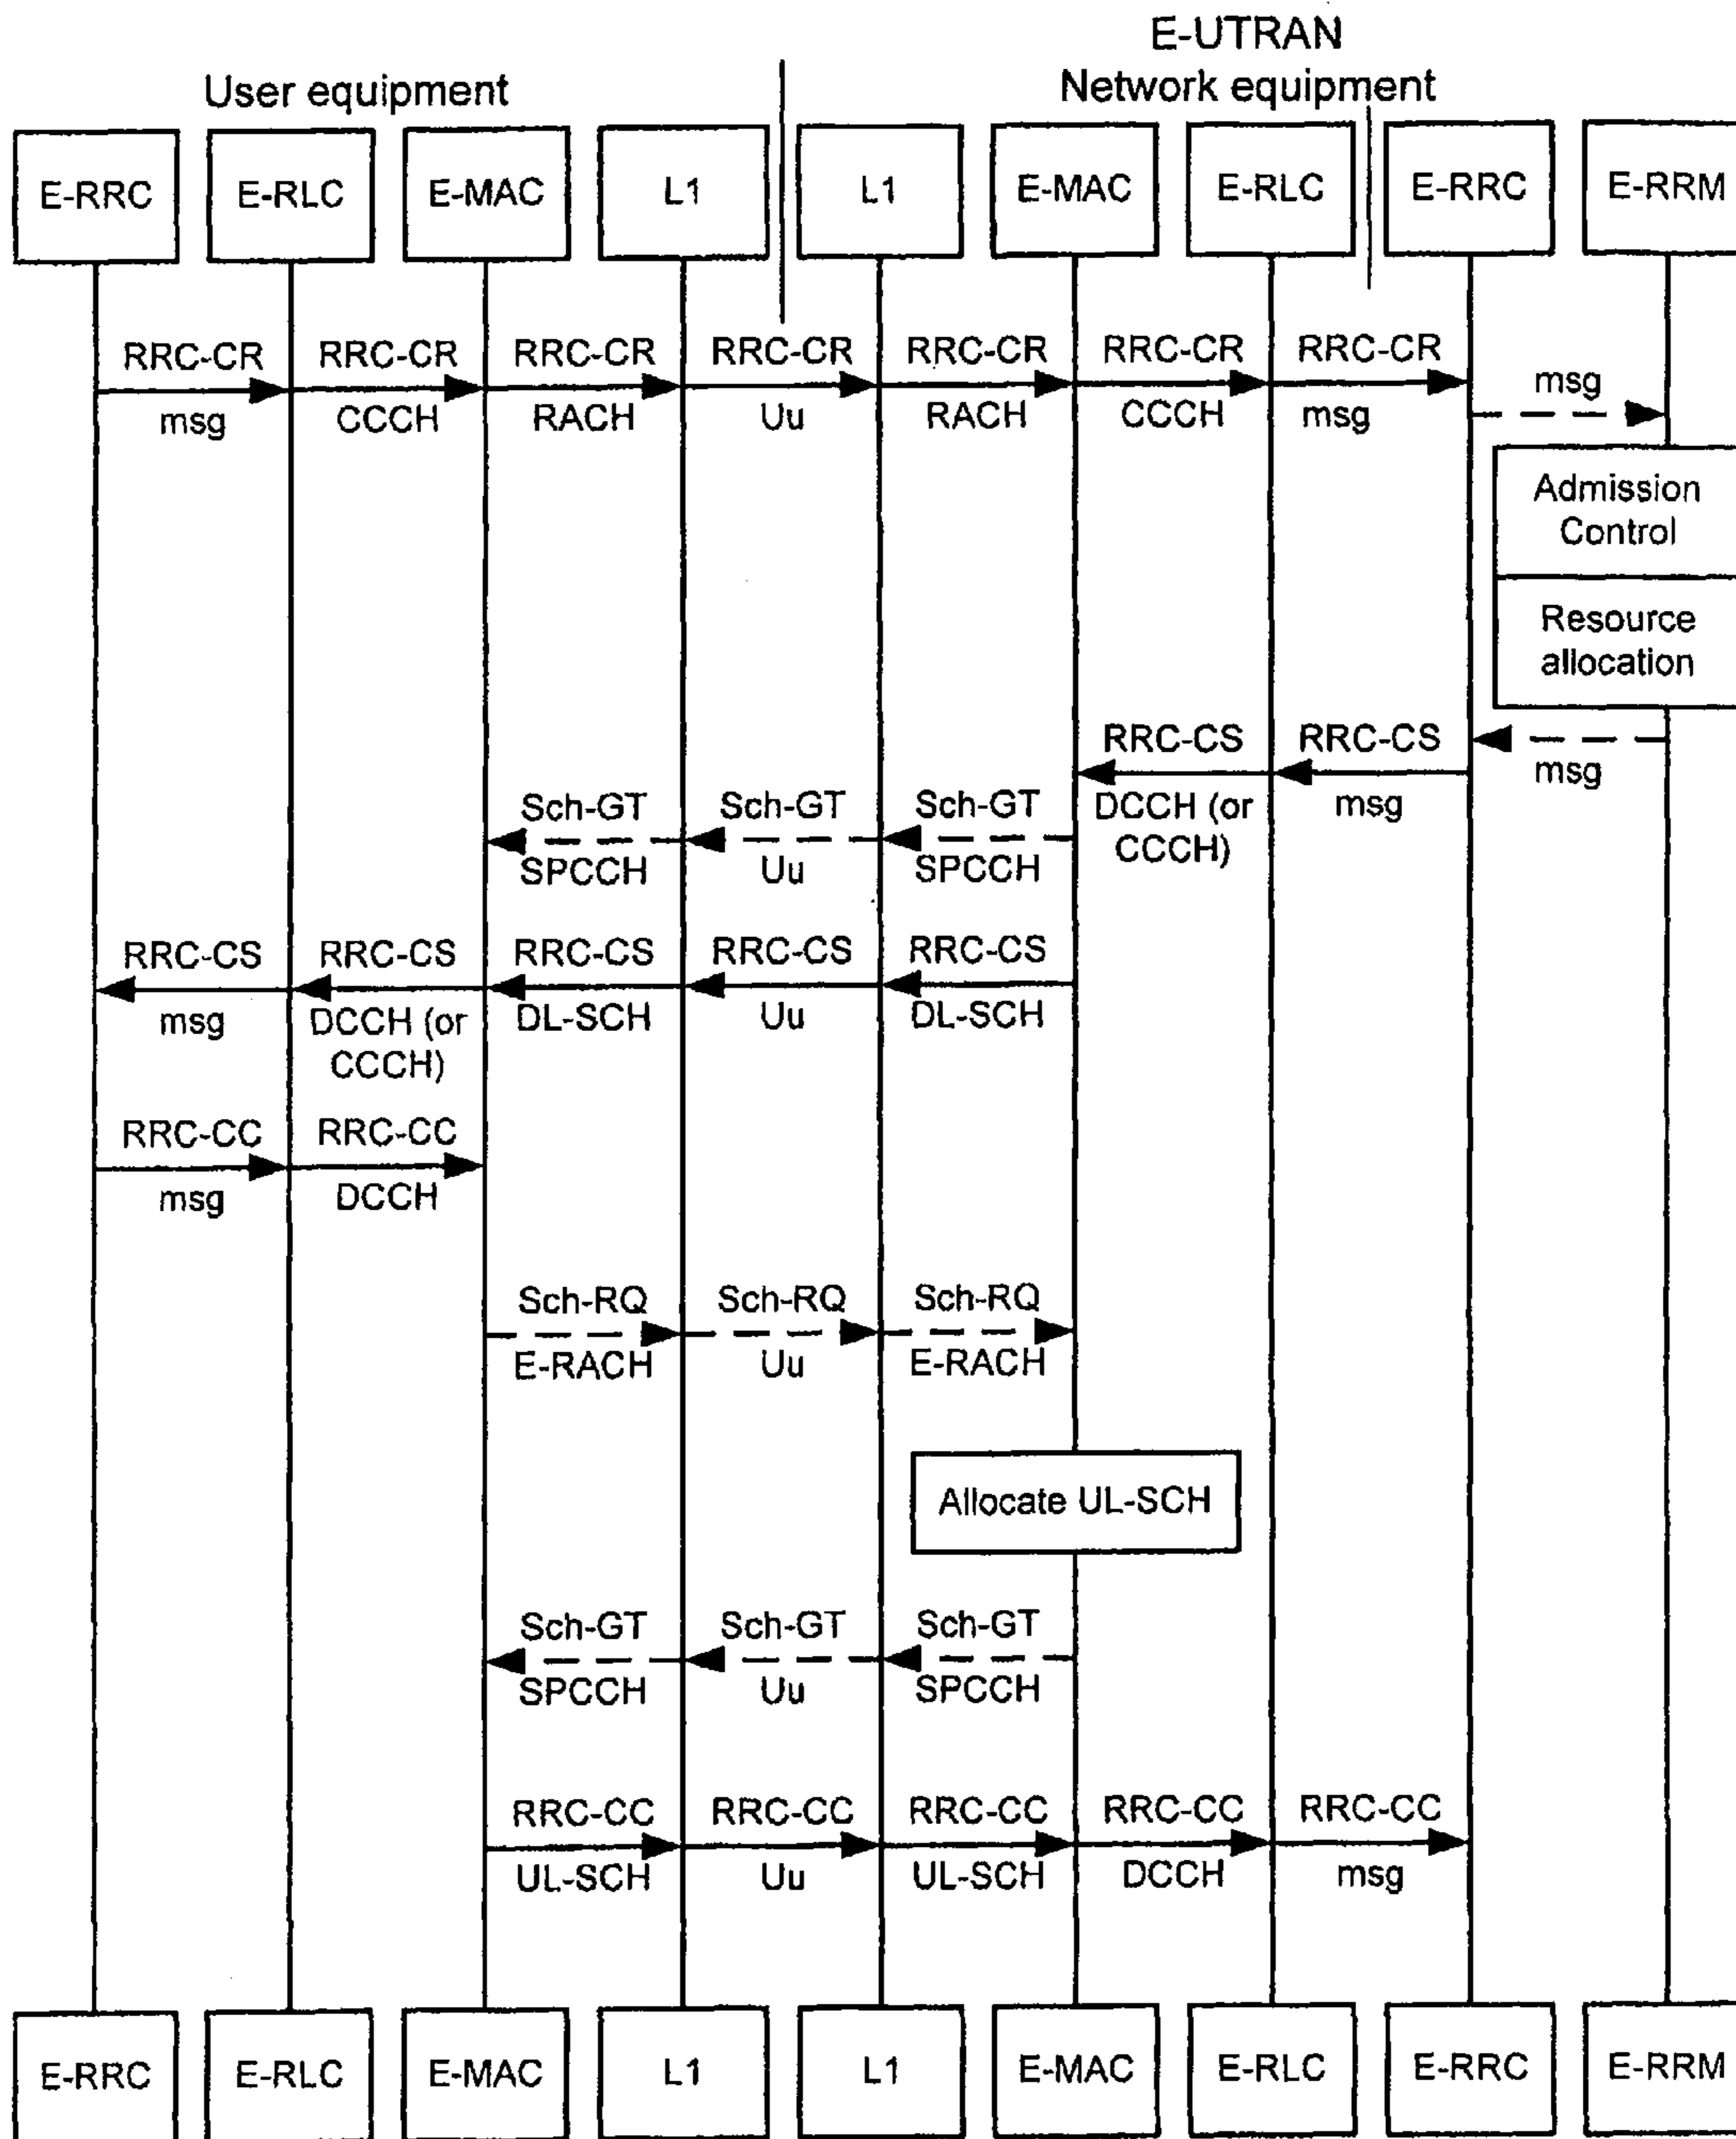 E-UTRAN
User equipment
Network equipment
E-RRC E-RLC E-MAC L1 L1 E-MAC E-RLC E-RRC E-RRM
RRC-CR RRC-CR RRC-CR RRC-CR RRC-CR RRC-CR RRC-CR
msg CCCH RACH Uu RACH CCCH msg
msg
Admission
Control
Resource
allocation
msg
RRC-CS RRC-CS
DCCH (or
CCCH)
msg
Sch-GT Sch-GT Sch-GT
SPCCH Uu SPCCH
RRC-CS RRC-CS RRC-CS RRC-CS RRC-CS
msg DCCH (or DL-SCH Uu DL-SCH
CCCH)
RRC-CC RRC-CC
msg DCCH
Sch-RQ Sch-RQ Sch-RQ
E-RACH Uu E-RACH
Allocate UL-SCH
Sch-GT Sch-GT Sch-GT
SPCCH Uu SPCCH
RRC-CC RRC-CC RRC-CC RRC-CC RRC-CC
UL-SCH Uu UL-SCH DCCH msg
E-RRC E-RLC E-MAC L1 L1 E-MAC E-RLC E-RRC E-RRM